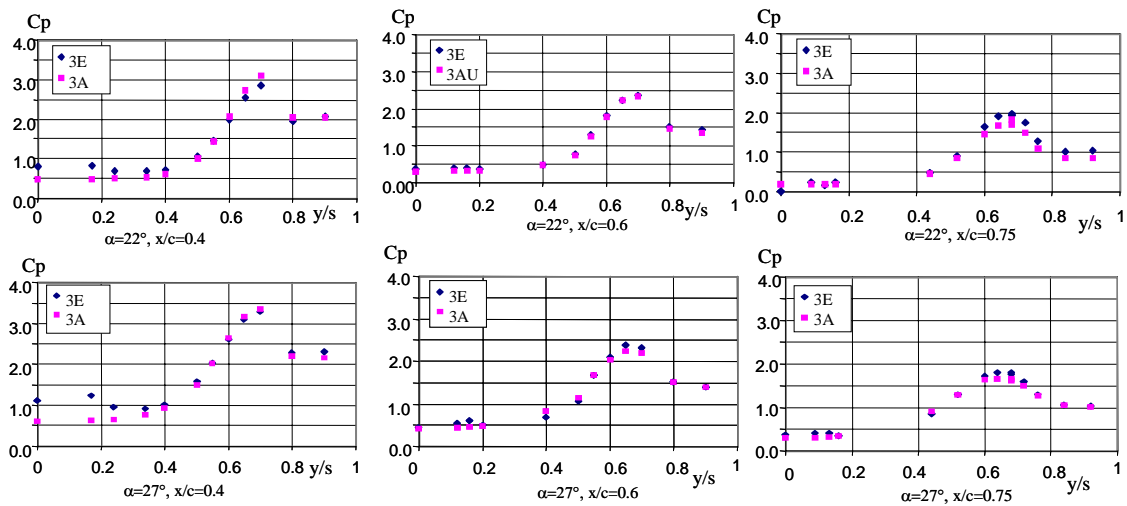 Cp
4.0
3.0
2.0
1.0
0.0
3E
3A
0 0.2 0.4 0.6 0.8 1
y/s
α=22°, x/c=0.4
Cp
4.0
3.0
2.0
1.0
0.00
3E
3AU
0 0.2 0.4 0.6 0.8 1
y/s
α=22°, x/c=0.6
Cp
4.0
3.0
2.0
1.0
0.0
3E
3A
0 0.2 0.4 0.6 0.8 1
y/s
α=22°, x/c=0.75
Cp
4.0
3.0
2.0
1.0
0.0
3E
3A
0 0.2 0.4 0.6 0.8 1
y/s
α=27°, x/c=0.4
Cp
4.0
3.0
2.0
1.0
0.0
3E
3A
0 0.2 0.4 0.6 0.8 1
y/s
α=27°, x/c=0.6
Cp
4.0
3.0
2.0
1.0
0.0
3E
3A
0 0.2 0.4 0.6 0.8 1
y/s
α=27°, x/c=0.75